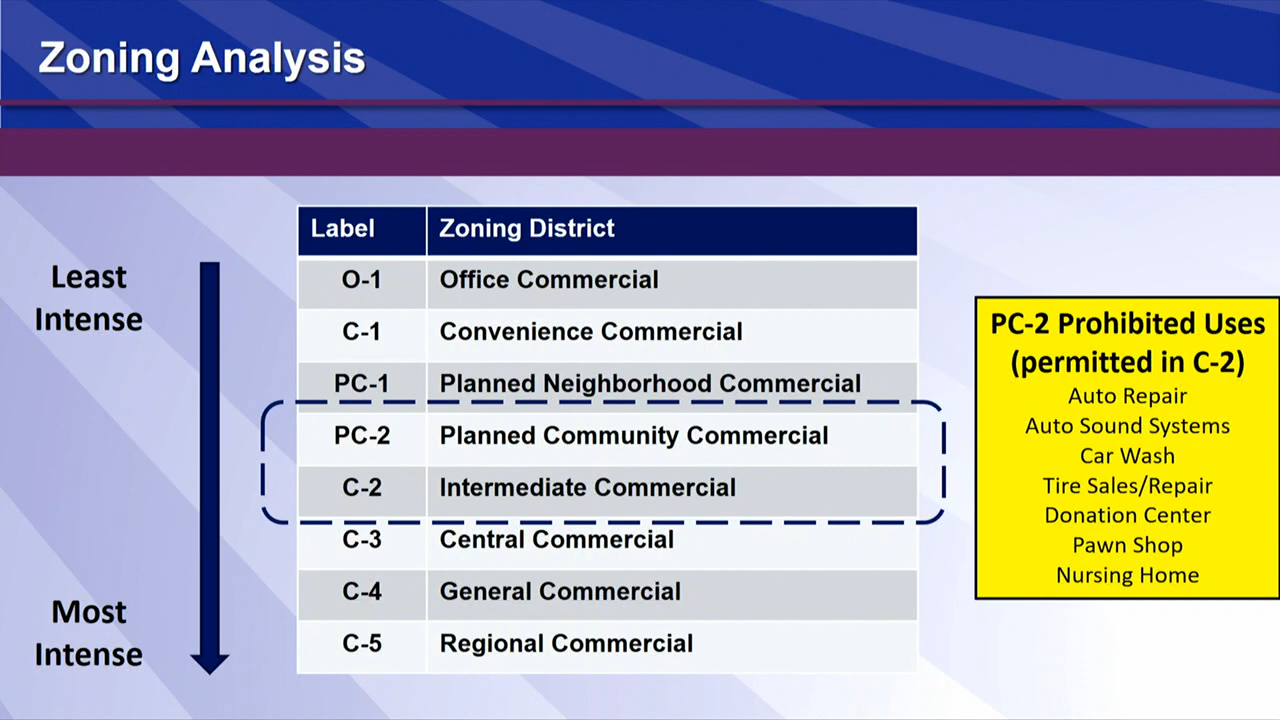 Zoning Analysis
Least
Intense
Most
Intense
Label Zoning District
O-1 Office Commercial
C-1 Convenience Commercial
PC-1 Planned Neighborhood Commercial
PC-2 Planned Community Commercial
C-2 Intermediate Commercial
C-3 Central Commercial
C-4 General Commercial
C-5 Regional Commercial
PC-2 Prohibited Uses
(permitted in C-2)
Auto Repair
Auto Sound Systems
Car Wash
Tire Sales/Repair
Donation Center
Pawn Shop
Nursing Home